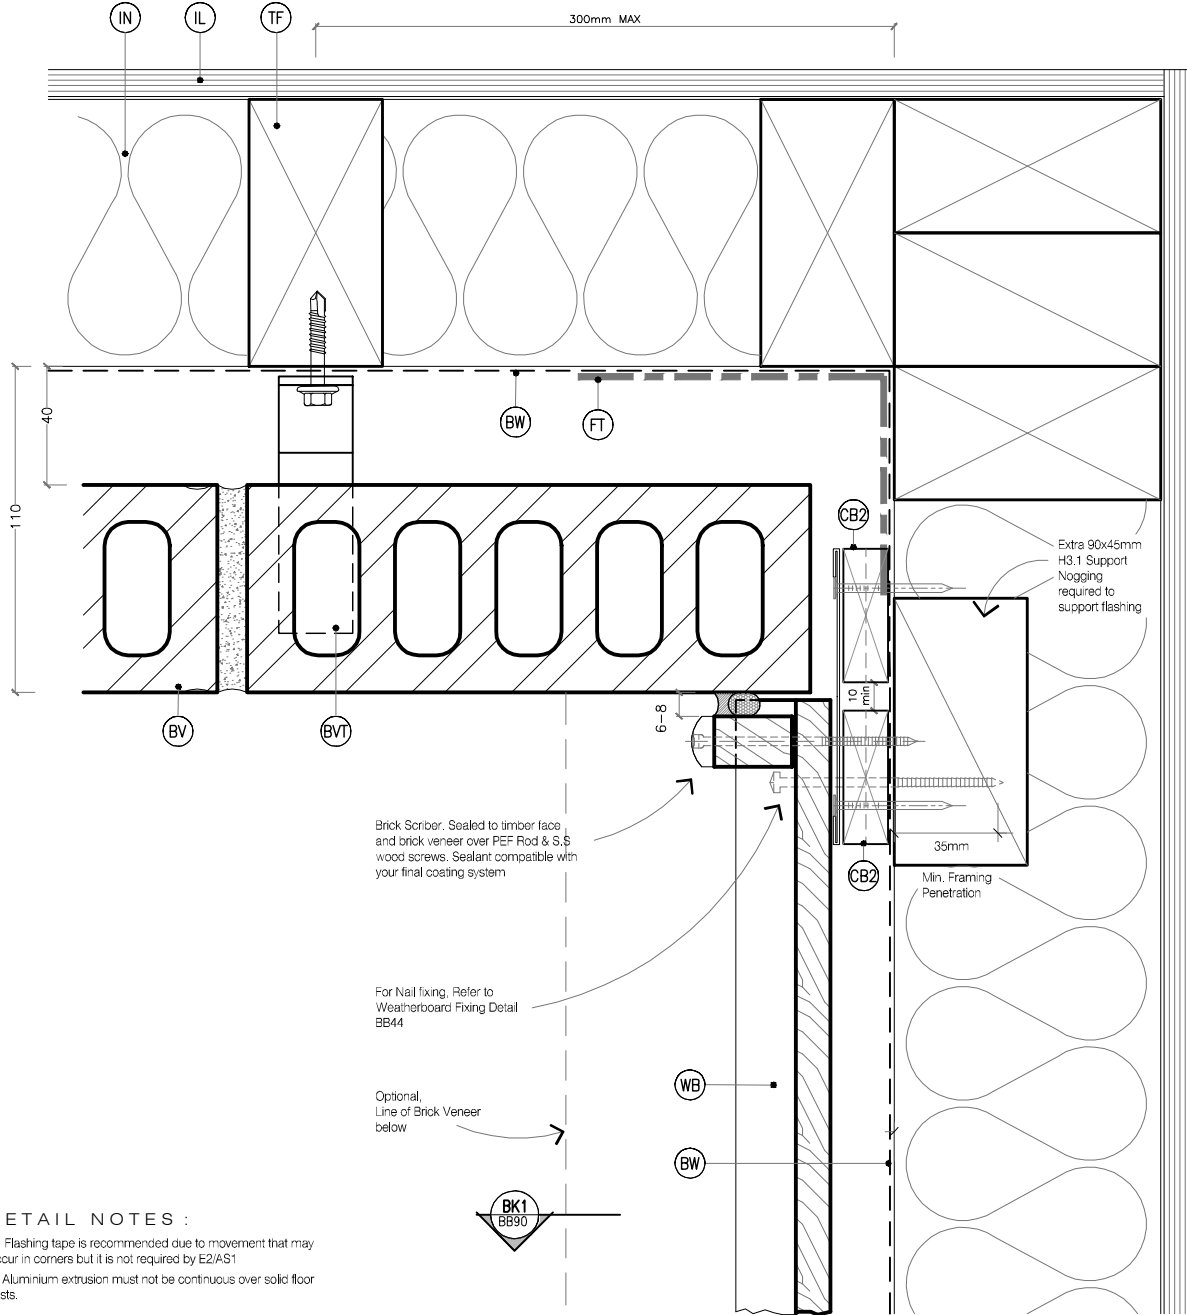 IN
IL
TF
300mm MAX
40
110
BW
FT
CB2
Extra 90x45mm
H3.1 Support
Nogging
required to
support flashing
BV
BVT
6-8
10
min
Brick Scriber. Sealed to timber face
and brick veneer over PEF Rod & S.S
wood screws. Sealant compatible with
your final coating system
35mm
CB2
Min. Framing
Penetration
For Nail fixing, Refer to
Weatherboard Fixing Detail
BB44
WB
Optional,
Line of Brick Veneer
below
BW
BK1
BB90
ETAIL NOTES :
Flashing tape is recommended due to movement that may
cur in corners but it is not required by E2/AS1
Aluminium extrusion must not be continuous over solid floor
sts.